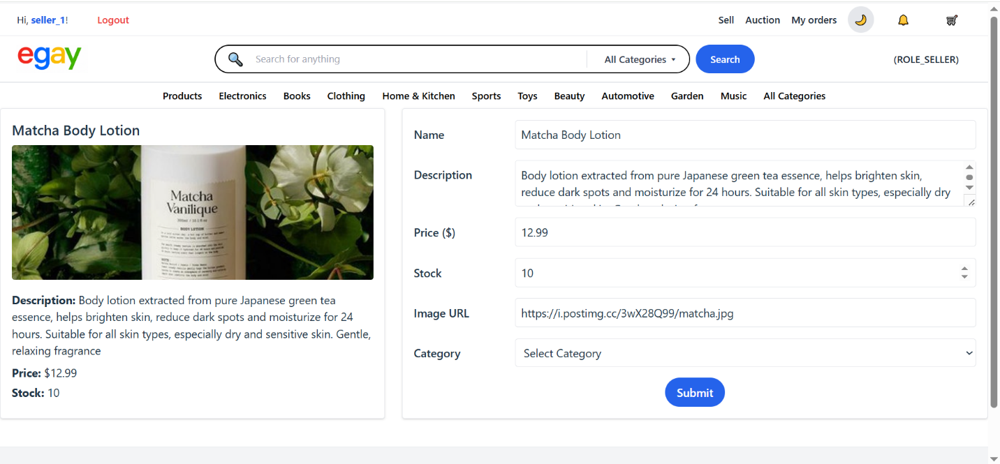 Hi, seller_1!
Logout
Sell
Auction
My orders
egay
Search for anything
All Categories
Search
(ROLE_SELLER)
Products
Electronics
Books
Clothing
Home & Kitchen
Sports
Toys
Beauty
Automotive
Garden
Music
All Categories
Matcha Body Lotion
Matcha
Vanilique
BODY LOTION
Description: Body lotion extracted from pure Japanese green tea
essence, helps brighten skin, reduce dark spots and moisturize for 24
hours. Suitable for all skin types, especially dry and sensitive skin. Gentle,
relaxing fragrance
Price: $12.99
Stock: 10
Name
Matcha Body Lotion
Description
Body lotion extracted from pure Japanese green tea essence, helps brighten skin,
reduce dark spots and moisturize for 24 hours. Suitable for all skin types, especially dry
Price ($)
12.99
Stock
10
Image URL
https://i.postimg.cc/3wX28Q99/matcha.jpg
Category
Select Category
Submit